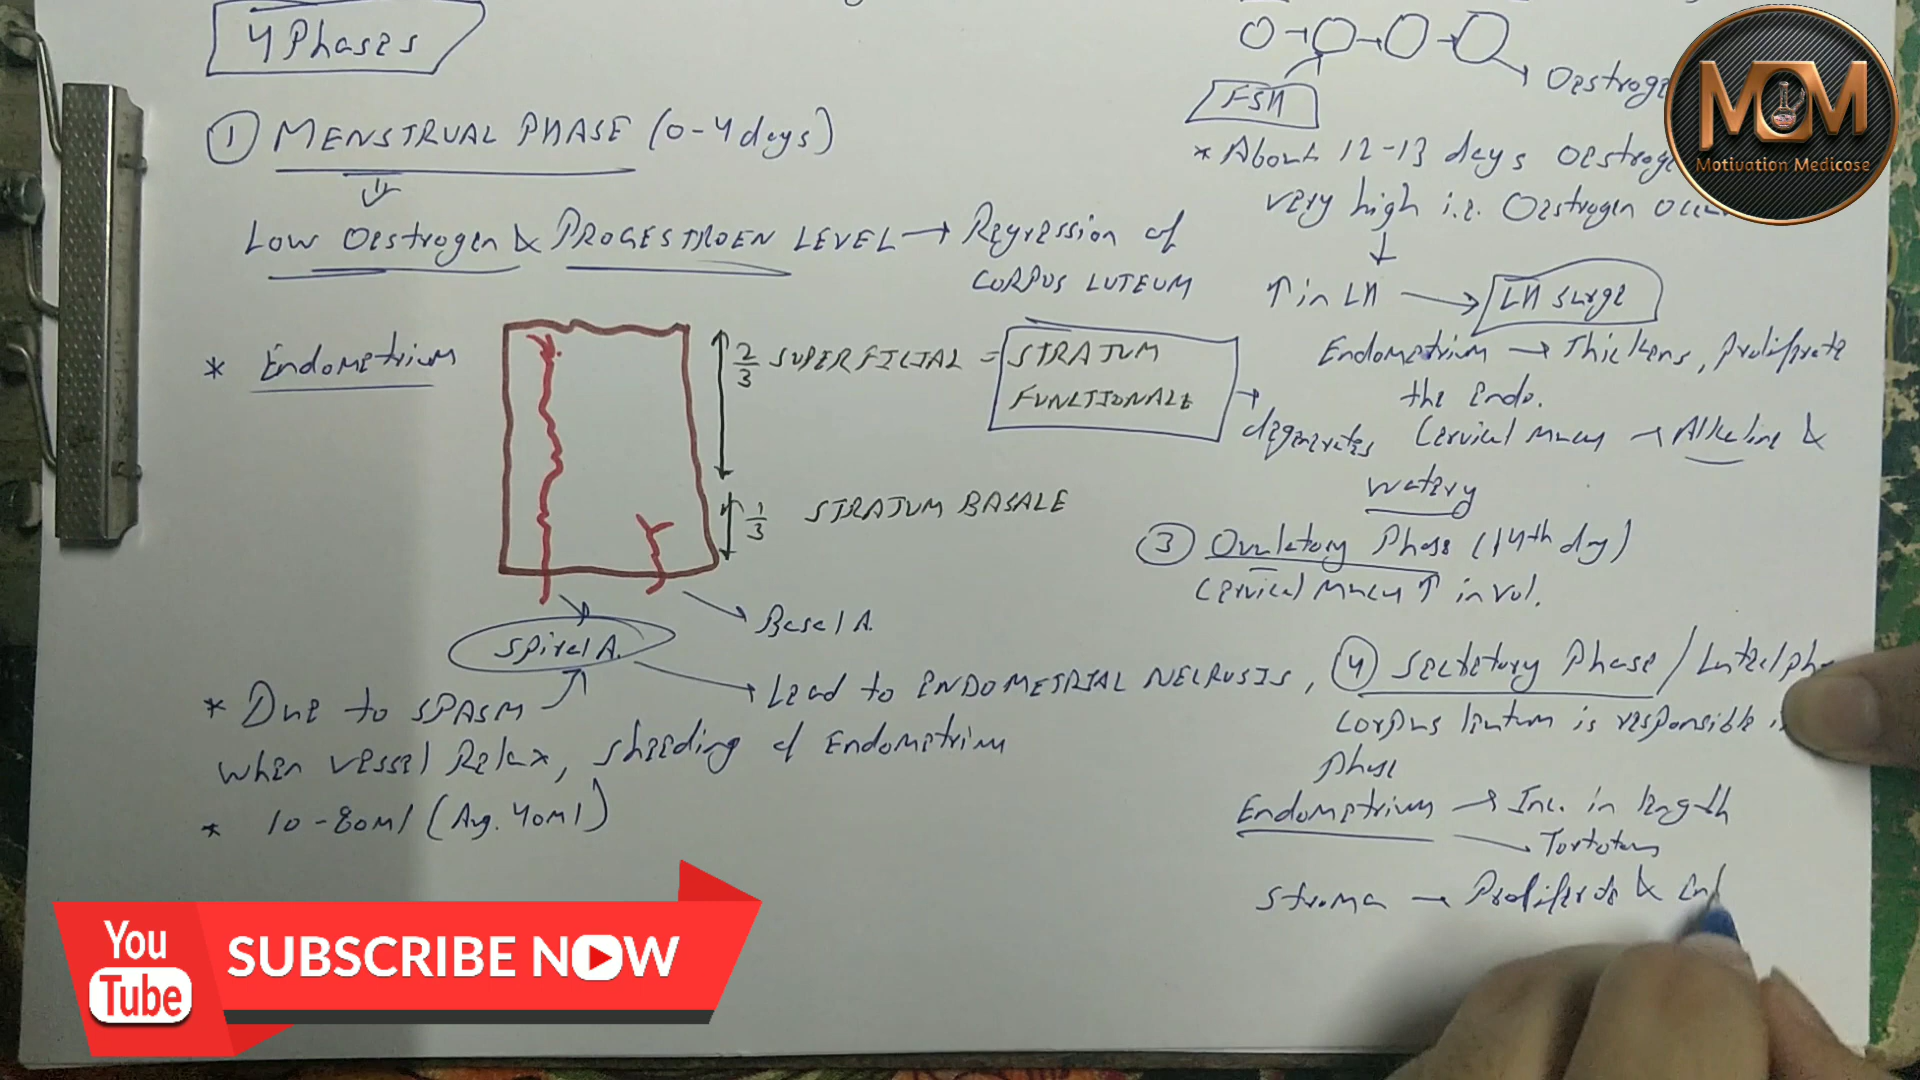 4 Phases
① MENSTRUAL PHASE (0-4 days)
Low Oestrogen & PROGESTROEN LEVEL → Regression of
CORPUS LUTEUM
* Endometrium
2/3 SUPERFICIAL = STRATUM
FUNCTIONALE
→ degenerates
1/3 STRATUM BASALE
Spiral A.
Basal A.
Lead to ENDOMETRIAL NECROSIS,
* Due to SPASM
when vessel Relax, shedding of Endometrium
* 10-80ml (Avg. 40ml)
FSH
* About 12-13 days
very high i.e. Oestrogen
↑ in LH → LH surge
Endometrium → Thickens, Proliferate
the endo.
Cervical mucus → Alkaline &
watery
③ Ovulatory Phase (14th day)
Cervical mucus ↑ in vol.
④ Secretory Phase /
Corpus leutum is responsible
phase
Endometrium → Inc. in length
Stroma → Proliferate &
MOM
Motivation Medicose
You
Tube
SUBSCRIBE NOW